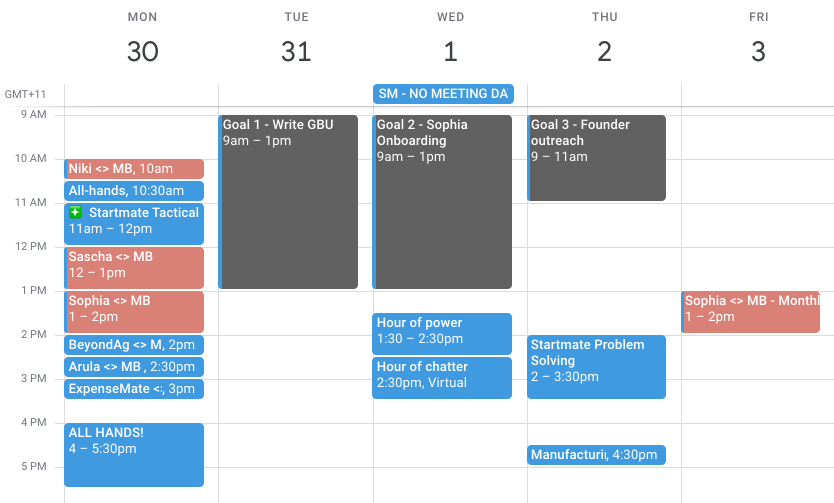 MON
TUE
WED
THU
FRI
30
31
1
2
3
GMT+11
SM - NO MEETING DA
9 AM
10 AM
11 AM
12 PM
1 PM
2 PM
3 PM
4 PM
5 PM
Niki <> MB, 10am
All-hands, 10:30am
Startmate Tactical
11am – 12pm
Sascha <> MB
12 – 1pm
Sophia <> MB
1 – 2pm
BeyondAg <> M, 2pm
Arula <> MB , 2:30pm
ExpenseMate <:, 3pm
ALL HANDS!
4 – 5:30pm
Goal 1 - Write GBU
9am – 1pm
Goal 2 - Sophia
Onboarding
9am – 1pm
Hour of power
1:30 – 2:30pm
Hour of chatter
2:30pm, Virtual
Goal 3 - Founder
outreach
9 – 11am
Startmate Problem
Solving
2 – 3:30pm
Manufacturi, 4:30pm
Sophia <> MB - Monthl
1 – 2pm